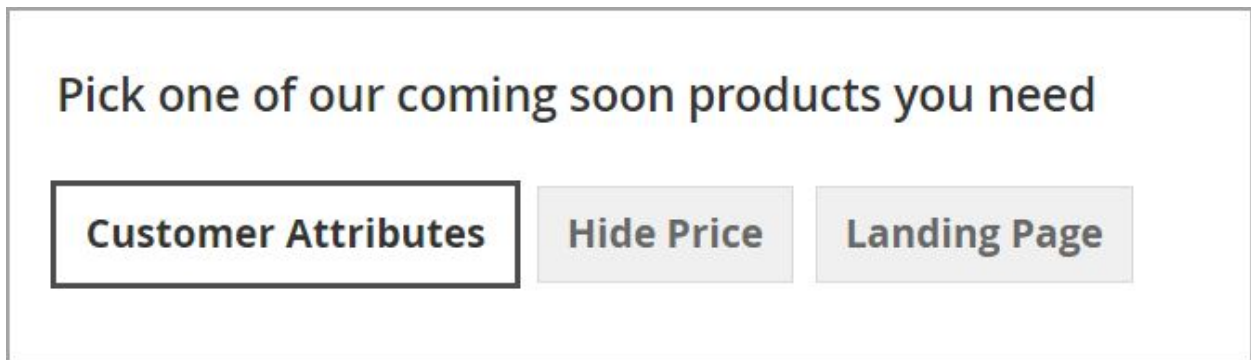 Pick one of our coming soon products you need
Customer Attributes Hide Price Landing Page